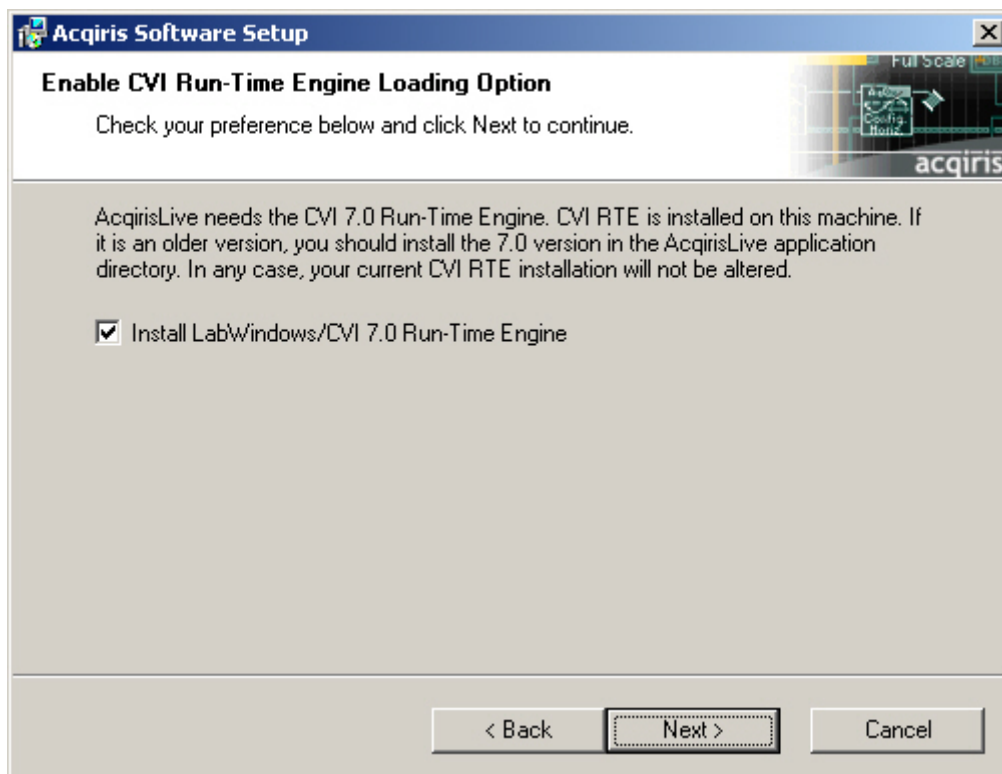 Acqiris Software Setup
Enable CVI Run-Time Engine Loading Option
Check your preference below and click Next to continue.
Full Scale
Config.
Horiz.
acqiris
AcqirisLive needs the CVI 7.0 Run-Time Engine. CVI RTE is installed on this machine. If
it is an older version, you should install the 7.0 version in the AcqirisLive application
directory. In any case, your current CVI RTE installation will not be altered.
Install LabWindows/CVI 7.0 Run-Time Engine
< Back
Next >
Cancel